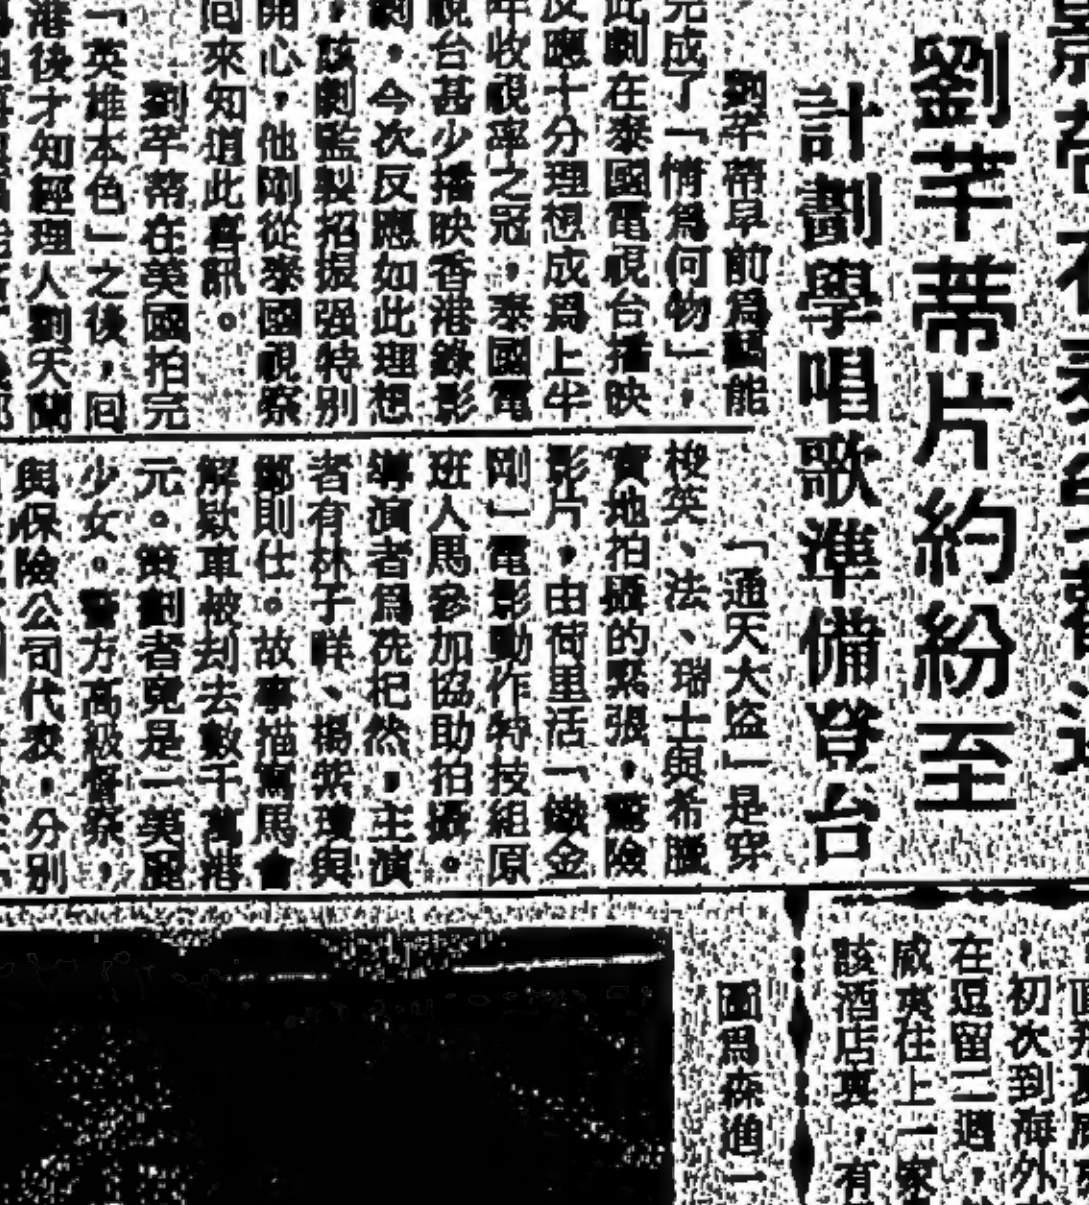 劉芊蒂片約紛至
計劃學唱歌準備登台
劉芊蒂早前爲藝能
完成了「情爲何物」,
此劇在泰國電視台播映
反應十分理想成爲上半
年收視率之冠,泰國電
視台甚少播映香港錄影
劇,今次反應如此理想
,該劇監製招振强特別
開心,他剛從泰國視察
囘來知道此喜訊。
劉芊蒂在美國拍完
「英雄本色」之後,囘
港後才知經理人劉天蘭
「通天大盜」是穿
梭英、法、瑞士與布
實地拍攝的緊張,驚險
影片,由荷里活「鐵金
剛」電影動作特技組原
班人馬參加協助拍攝。
導演者爲冼杞然,主演
者有林子祥、楊紫瓊與
鄭則仕。故事描寫馬會
解欵車被刦去數千萬港
元。策劃者竟是一美麗
少女。警方高級督察,
與保險公司代表,分別
初次到海外
在逗留二週,
威夷住上一家
該酒店裏,有
圖爲森進一